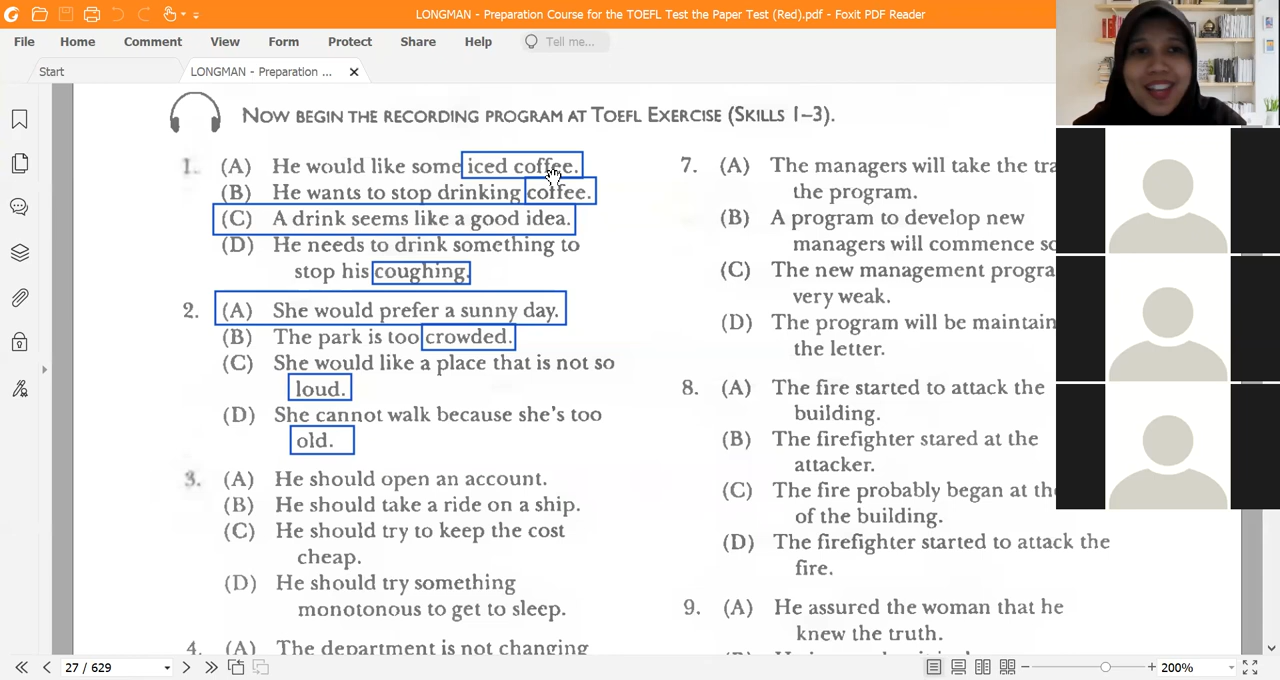 LONGMAN - Preparation Course for the TOEFL Test the Paper Test (Red).pdf - Foxit PDF Reader
File Home Comment View Form Protect Share Help Tell me...
Start LONGMAN - Preparation ...
NOW BEGIN THE RECORDING PROGRAM AT TOEFL EXERCISE (SKILLS 1–3).
1. (A) He would like some iced coffee.
(B) He wants to stop drinking coffee.
(C) A drink seems like a good idea.
(D) He needs to drink something to
stop his coughing.
2. (A) She would prefer a sunny day.
(B) The park is too crowded.
(C) She would like a place that is not so
loud.
(D) She cannot walk because she's too
old.
3. (A) He should open an account.
(B) He should take a ride on a ship.
(C) He should try to keep the cost
cheap.
(D) He should try something
monotonous to get to sleep.
4. (A) The department is not changing
7. (A) The managers will take the
the program.
(B) A program to develop new
managers will commence
(C) The new management
very weak.
(D) The program will be
the letter.
8. (A) The fire started to attack the
building.
(B) The firefighter stared at the
attacker.
(C) The fire probably began at
of the building.
(D) The firefighter started to attack the
fire.
9. (A) He assured the woman that he
knew the truth.
27 / 629
200%